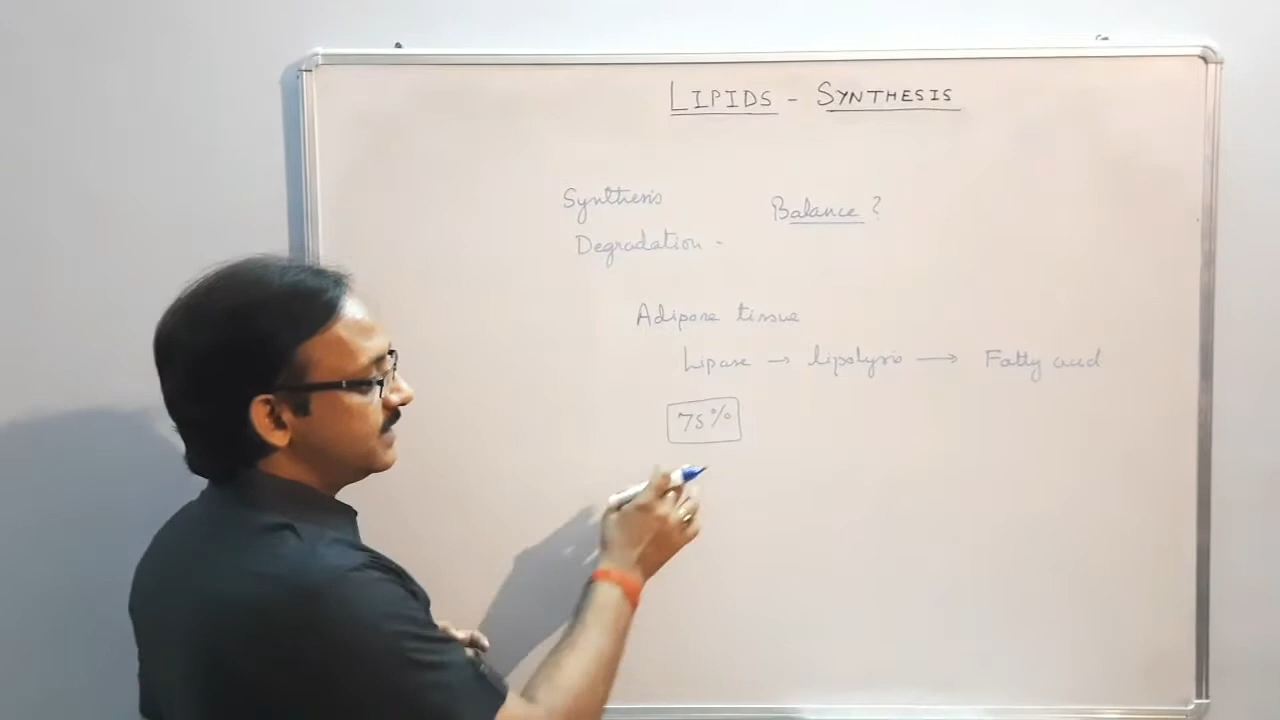 LIPIDS - SYNTHESIS
Synthesis Balance ?
Degradation -
Adipose tissue
Lipase → lipolysis → Fatty acid
75%